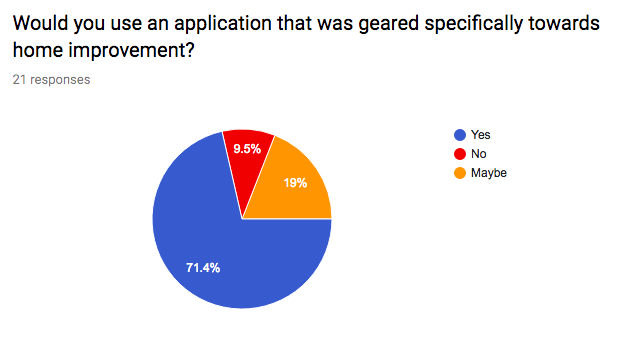 Would you use an application that was geared specifically towards
home improvement?
21 responses
Yes
No
Maybe
9.5%
19%
71.4%